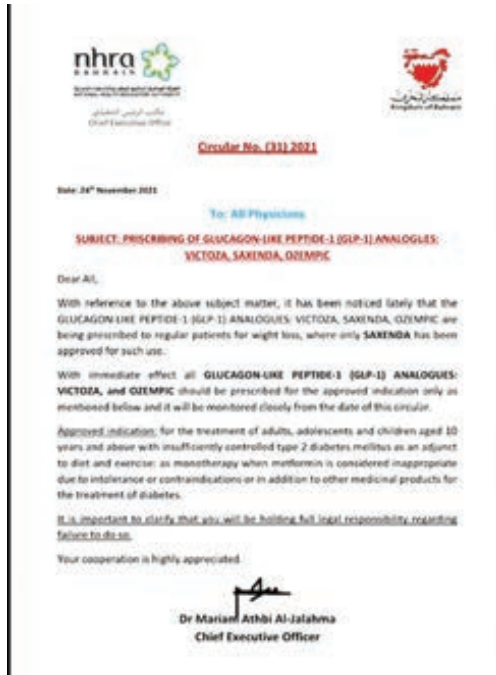 nhra
BAHRAIN
Chief Executive Office
Kingdom of Bahrain
Circular No. (31) 2021
Date: 24th November 2021
To: All Physicians
SUBJECT: PRISCRIBING OF GLUCAGON-LIKE PEPTIDE-1 (GLP-1) ANALOGUES:
VICTOZA, SAXENDA, OZEMPIC
Dear All,
With reference to the above subject matter, it has been noticed lately that the
GLUCAGON-LIKE PEPTIDE-1 (GLP-1) ANALOGUES: VICTOZA, SAXENDA, OZEMPIC are
being prescribed to regular patients for wight loss, where only SAXENDA has been
approved for such use.
With immediate effect all GLUCAGON-LIKE PEPTIDE-1 (GLP-1) ANALOGUES:
VICTOZA, and OZEMPIC should be prescribed for the approved indication only as
mentioned below and it will be monitored closely from the date of this circular.
Approved indication: for the treatment of adults, adolescents and children aged 10
years and above with insufficiently controlled type 2 diabetes mellitus as an adjunct
to diet and exercise: as monotherapy when metformin is considered inappropriate
due to intolerance or contraindications or in addition to other medicinal products for
the treatment of diabetes.
It is important to clarify that you will be holding full legal responsibility regarding
failure to do so.
Your cooperation is highly appreciated
Dr Mariam Athbi Al-Jalahma
Chief Executive Officer